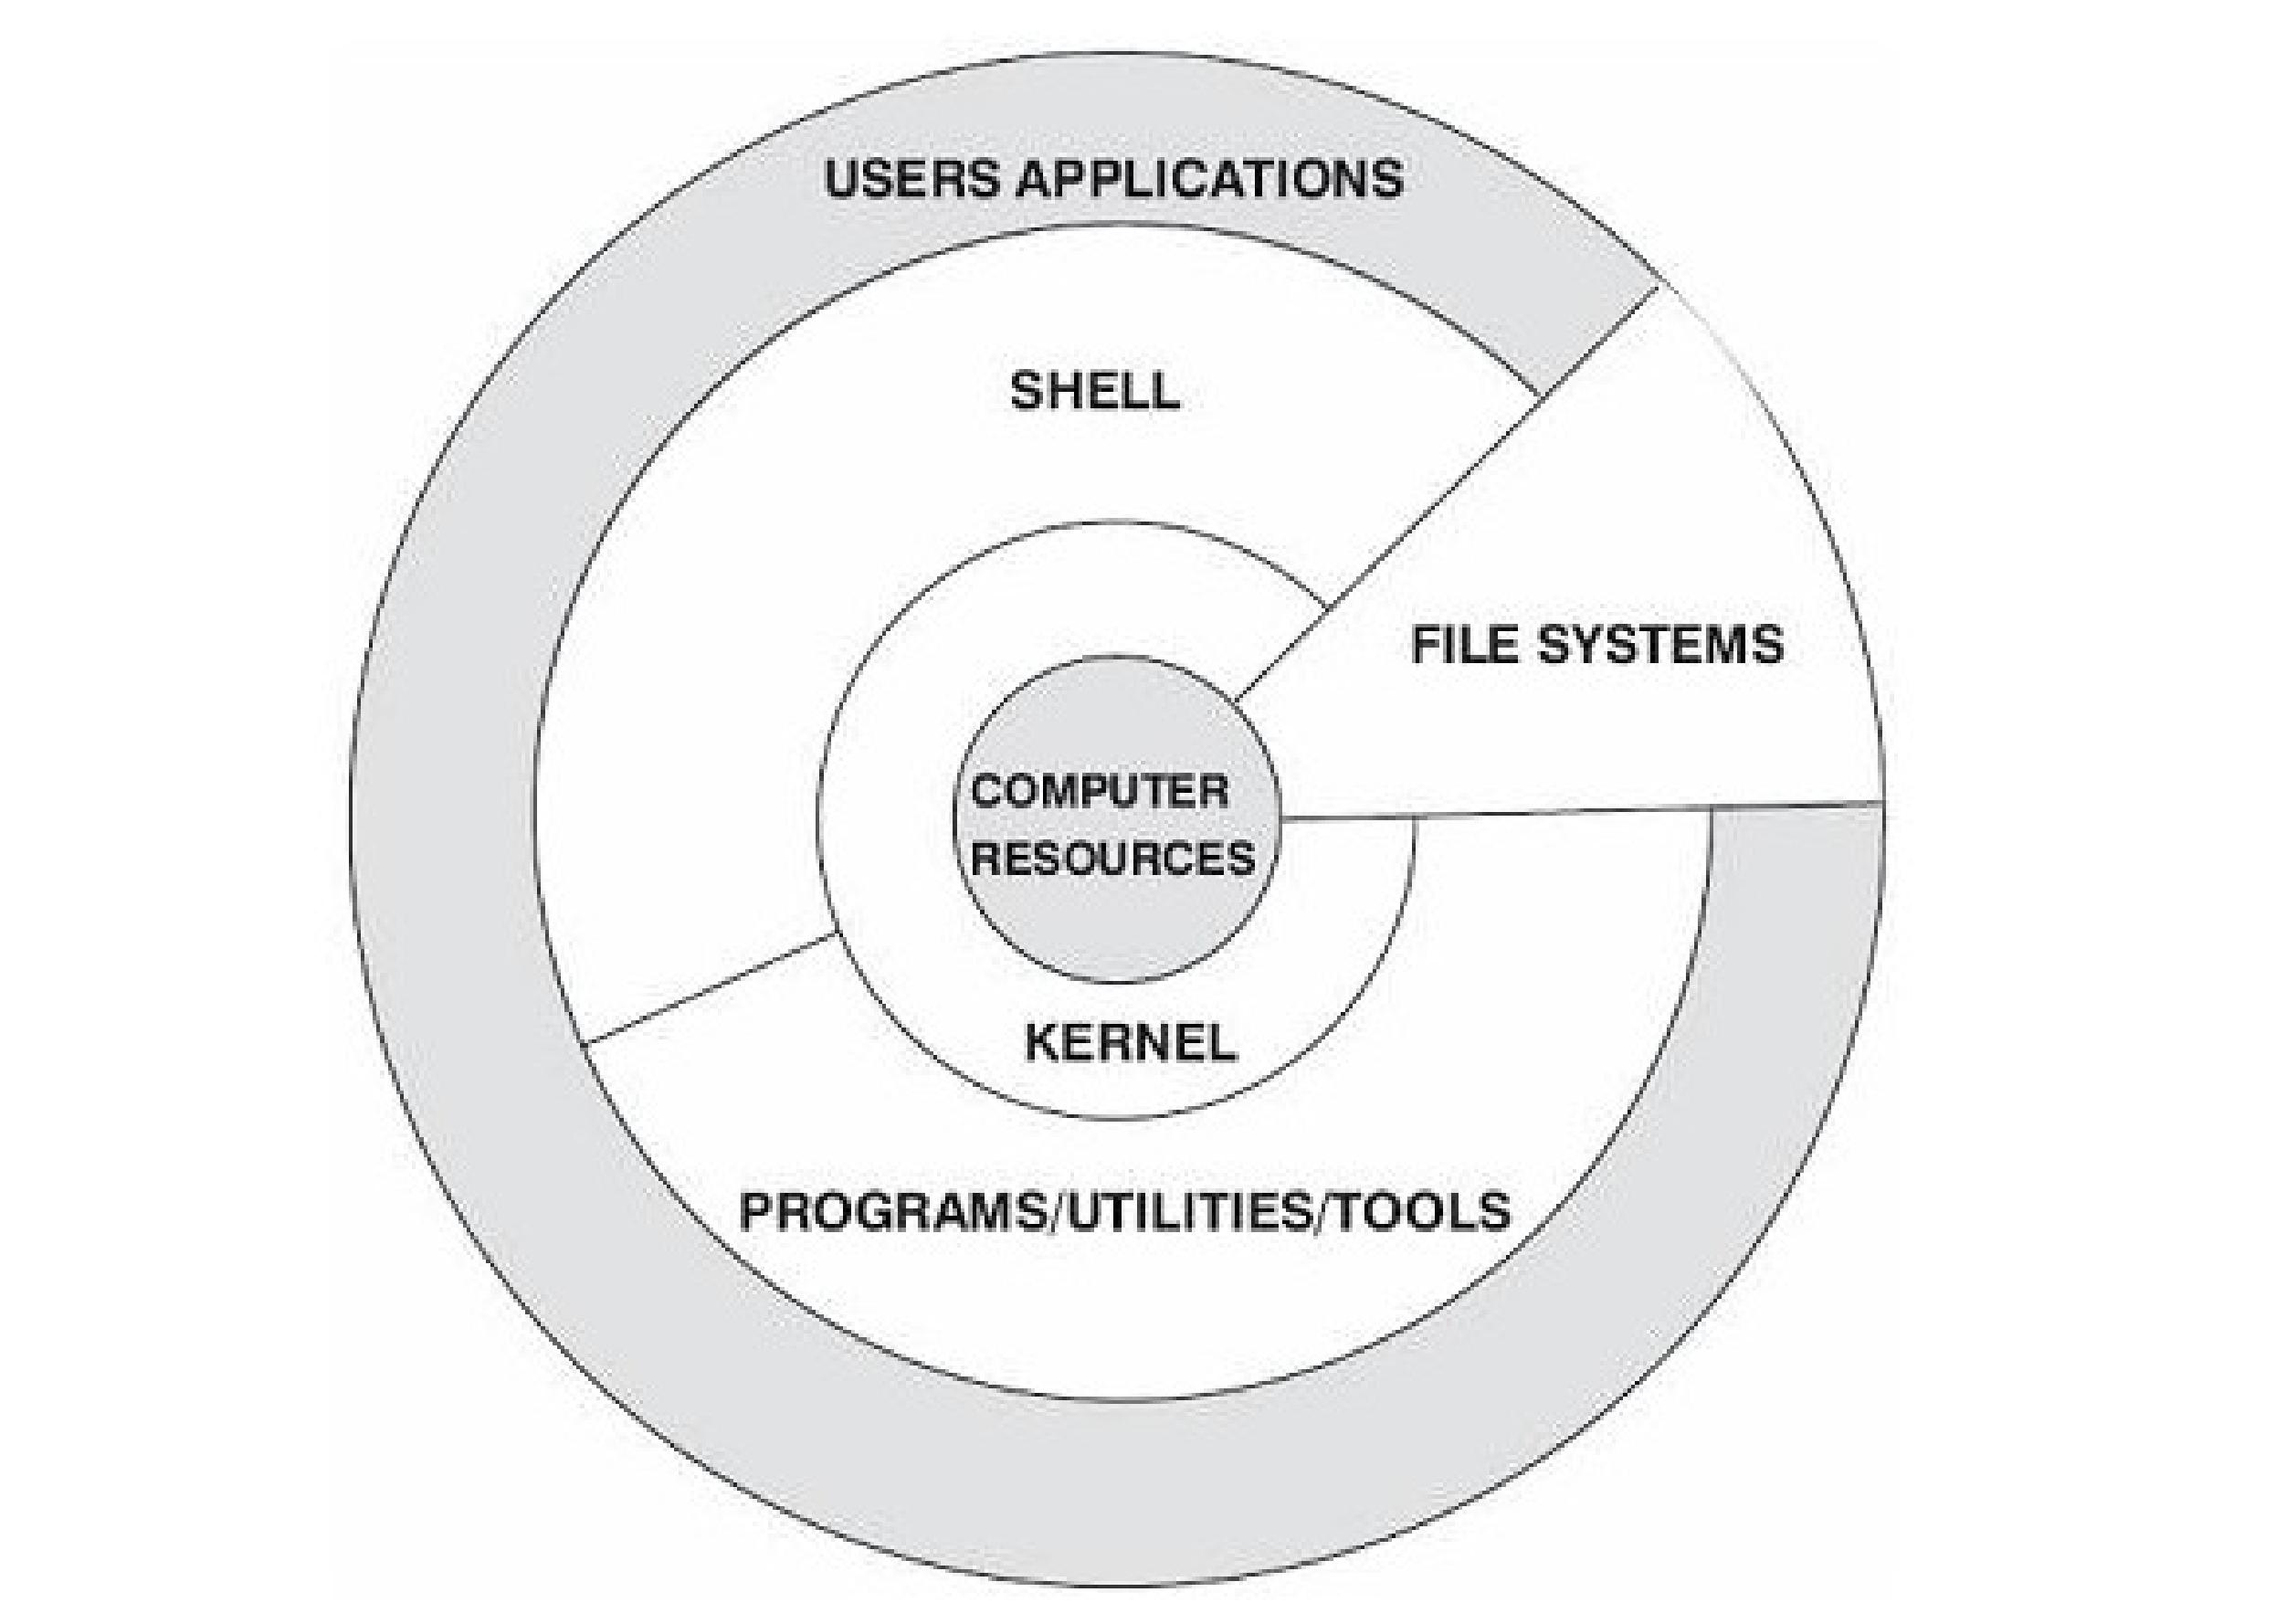 USERS APPLICATIONS
SHELL
FILE SYSTEMS
COMPUTER
RESOURCES
KERNEL
PROGRAMS/UTILITIES/TOOLS